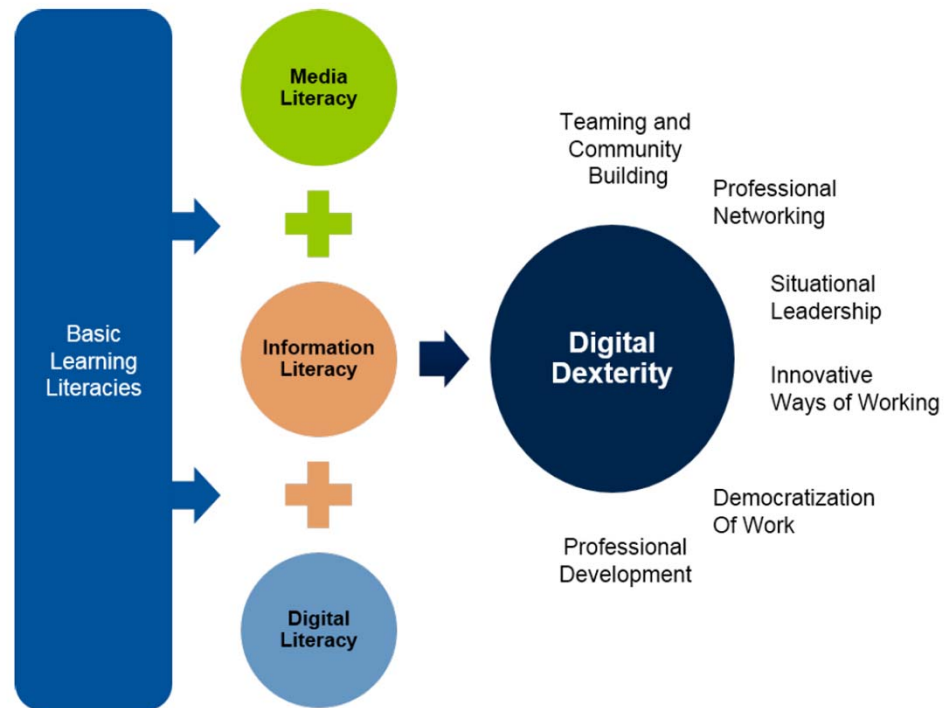 Basic
Learning
Literacies
Media
Literacy
Information
Literacy
Digital
Literacy
Digital
Dexterity
Teaming and
Community
Building
Professional
Networking
Situational
Leadership
Innovative
Ways of Working
Democratization
Of Work
Professional
Development